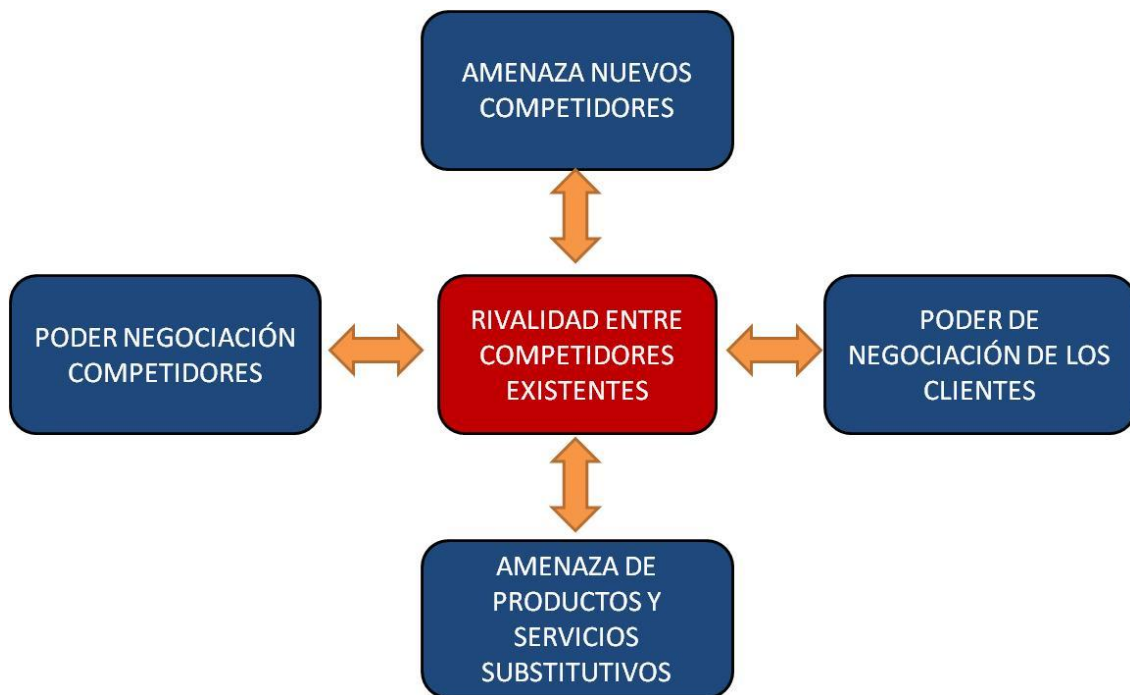 AMENAZA NUEVOS
COMPETIDORES
PODER NEGOCIACIÓN
COMPETIDORES
RIVALIDAD ENTRE
COMPETIDORES
EXISTENTES
PODER DE
NEGOCIACIÓN DE LOS
CLIENTES
AMENAZA DE
PRODUCTOS Y
SERVICIOS
SUBSTITUTIVOS